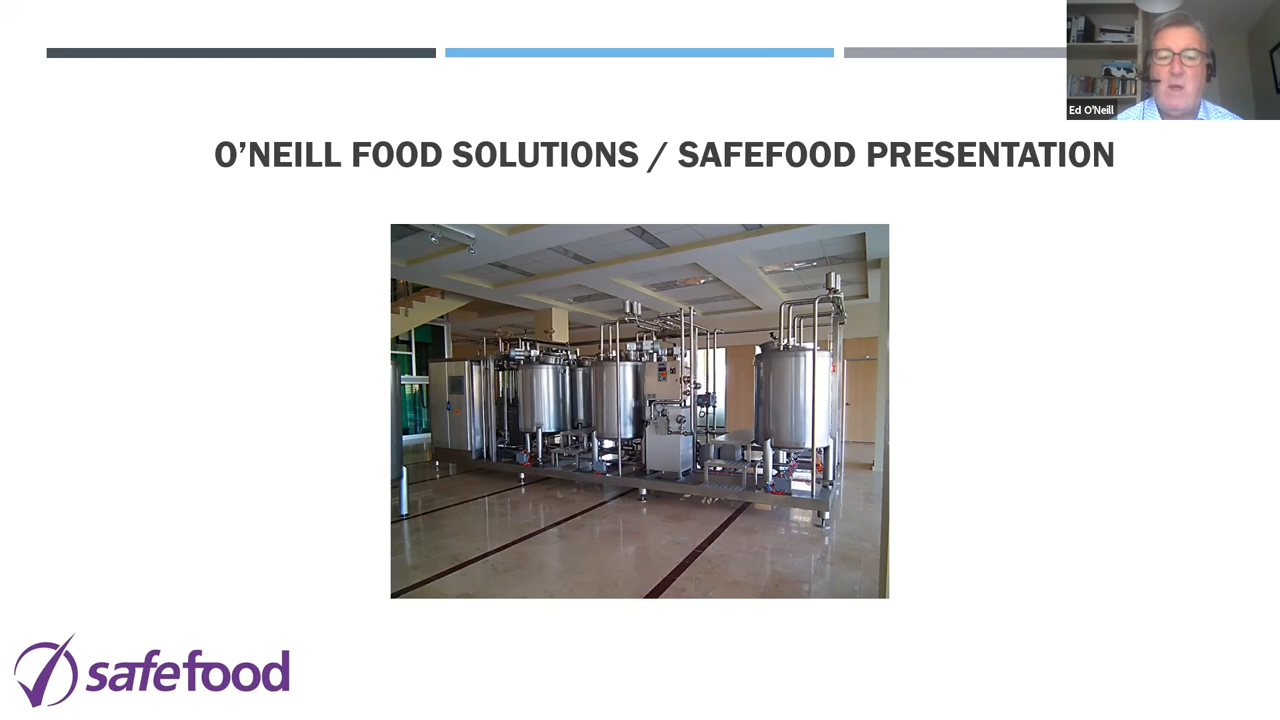 Ed O'Neill
O’NEILL FOOD SOLUTIONS / SAFEFOOD PRESENTATION
safefood